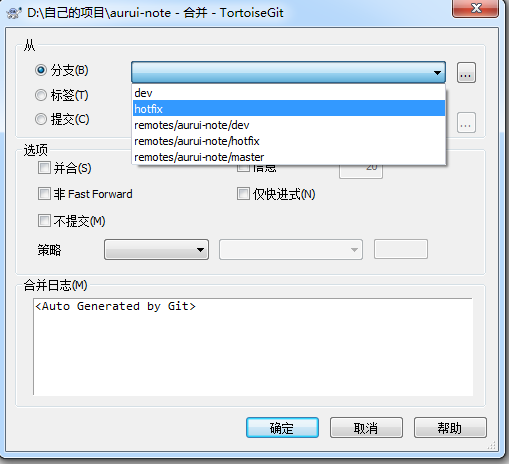 D:\自己的项目\aurui-note - 合并 - TortoiseGit
从
分支(B)
...
dev
标签(T)
hotfix
提交(C)
remotes/aurui-note/dev
...
remotes/aurui-note/hotfix
选项
remotes/aurui-note/master
并合(S)
信息
20
非 Fast Forward
仅快进式(N)
不提交(M)
策略
合并日志(M)
<Auto Generated by Git>
确定
取消
帮助